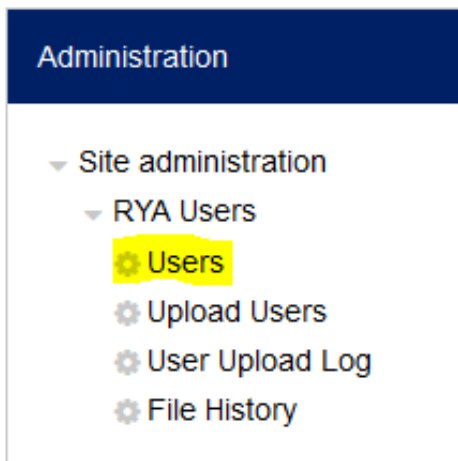 Administration
Site administration
RYA Users
Users
Upload Users
User Upload Log
File History